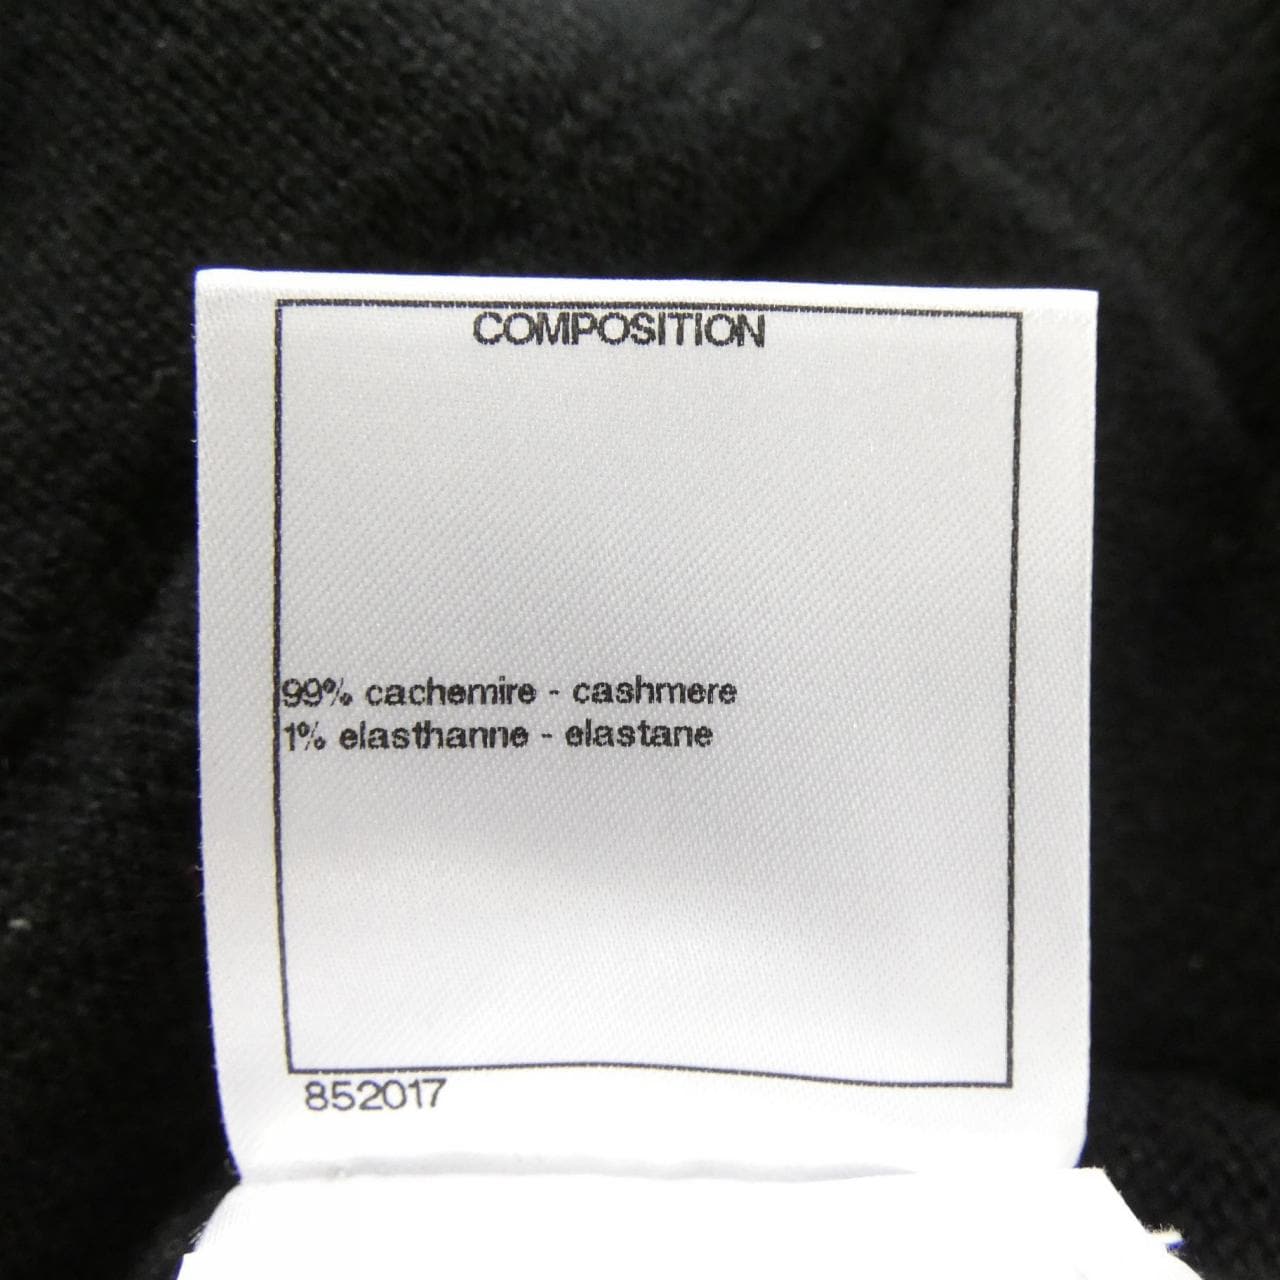 COMPOSITION
99% cachemire - cashmere
1% elasthanne - elastane
852017